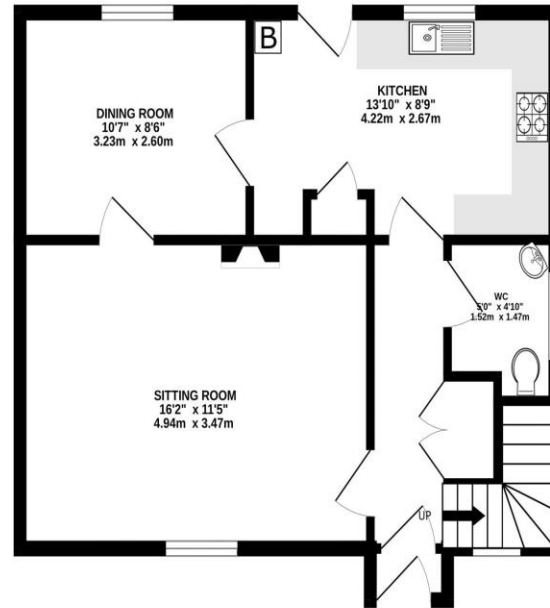 B
KITCHEN
13'10" x 8'9"
4.22m x 2.67m
DINING ROOM
10'7" x 8'6"
3.23m x 2.60m
WC
5'0" x 4'10"
1.52m x 1.47m
SITTING ROOM
16'2" x 11'5"
4.94m x 3.47m
UP